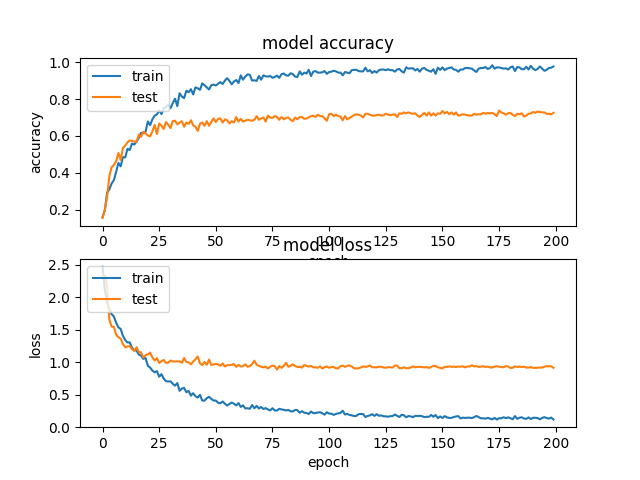 model accuracy
1.0
0.8
0.6
0.4
0.2
accuracy
train
test
0 25 50 75 100 125 150 175 200
epoch
model loss
2.5
2.0
1.5
1.0
0.5
0.0
loss
train
test
0 25 50 75 100 125 150 175 200
epoch